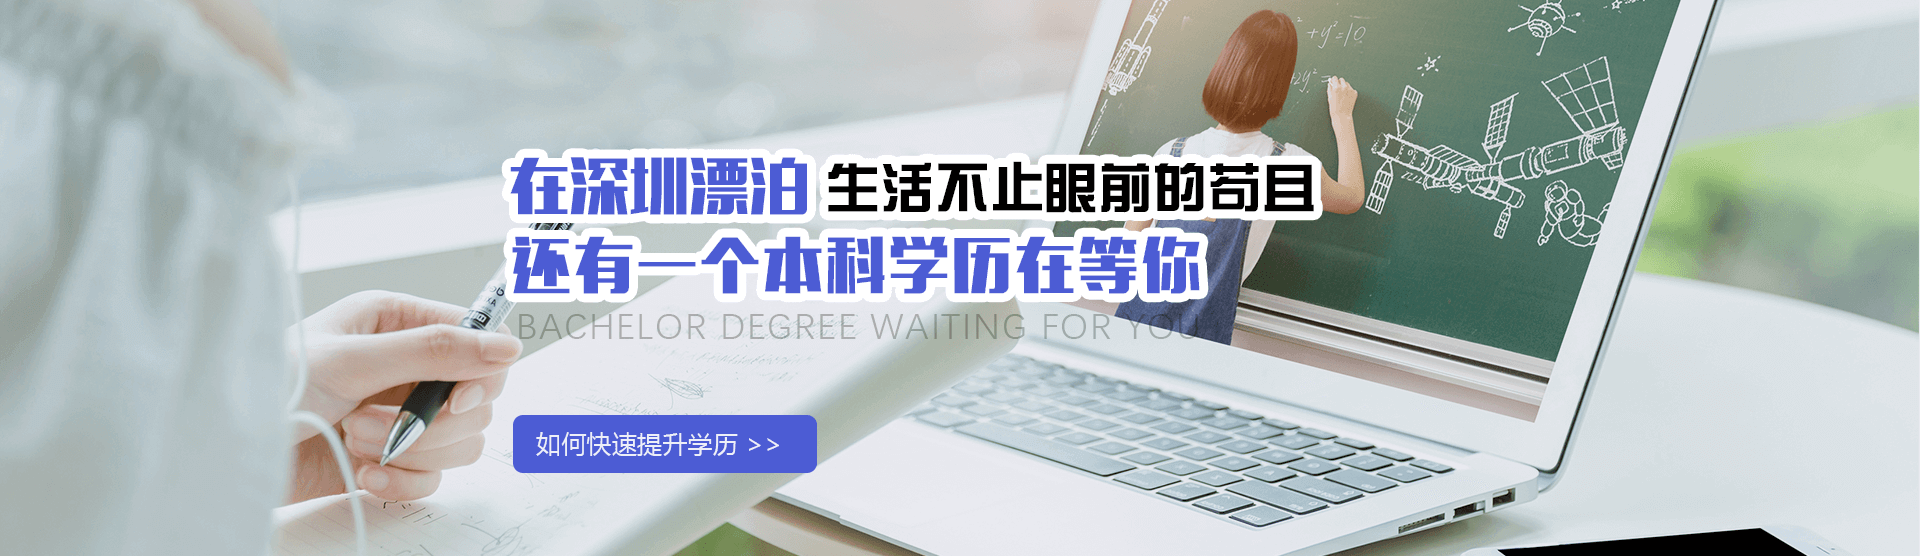 在深圳漂泊 生活不止眼前的苟且
还有一个本科学历在等你
BACHELOR DEGREE WAITING FOR YOU
如何快速提升学历 >>